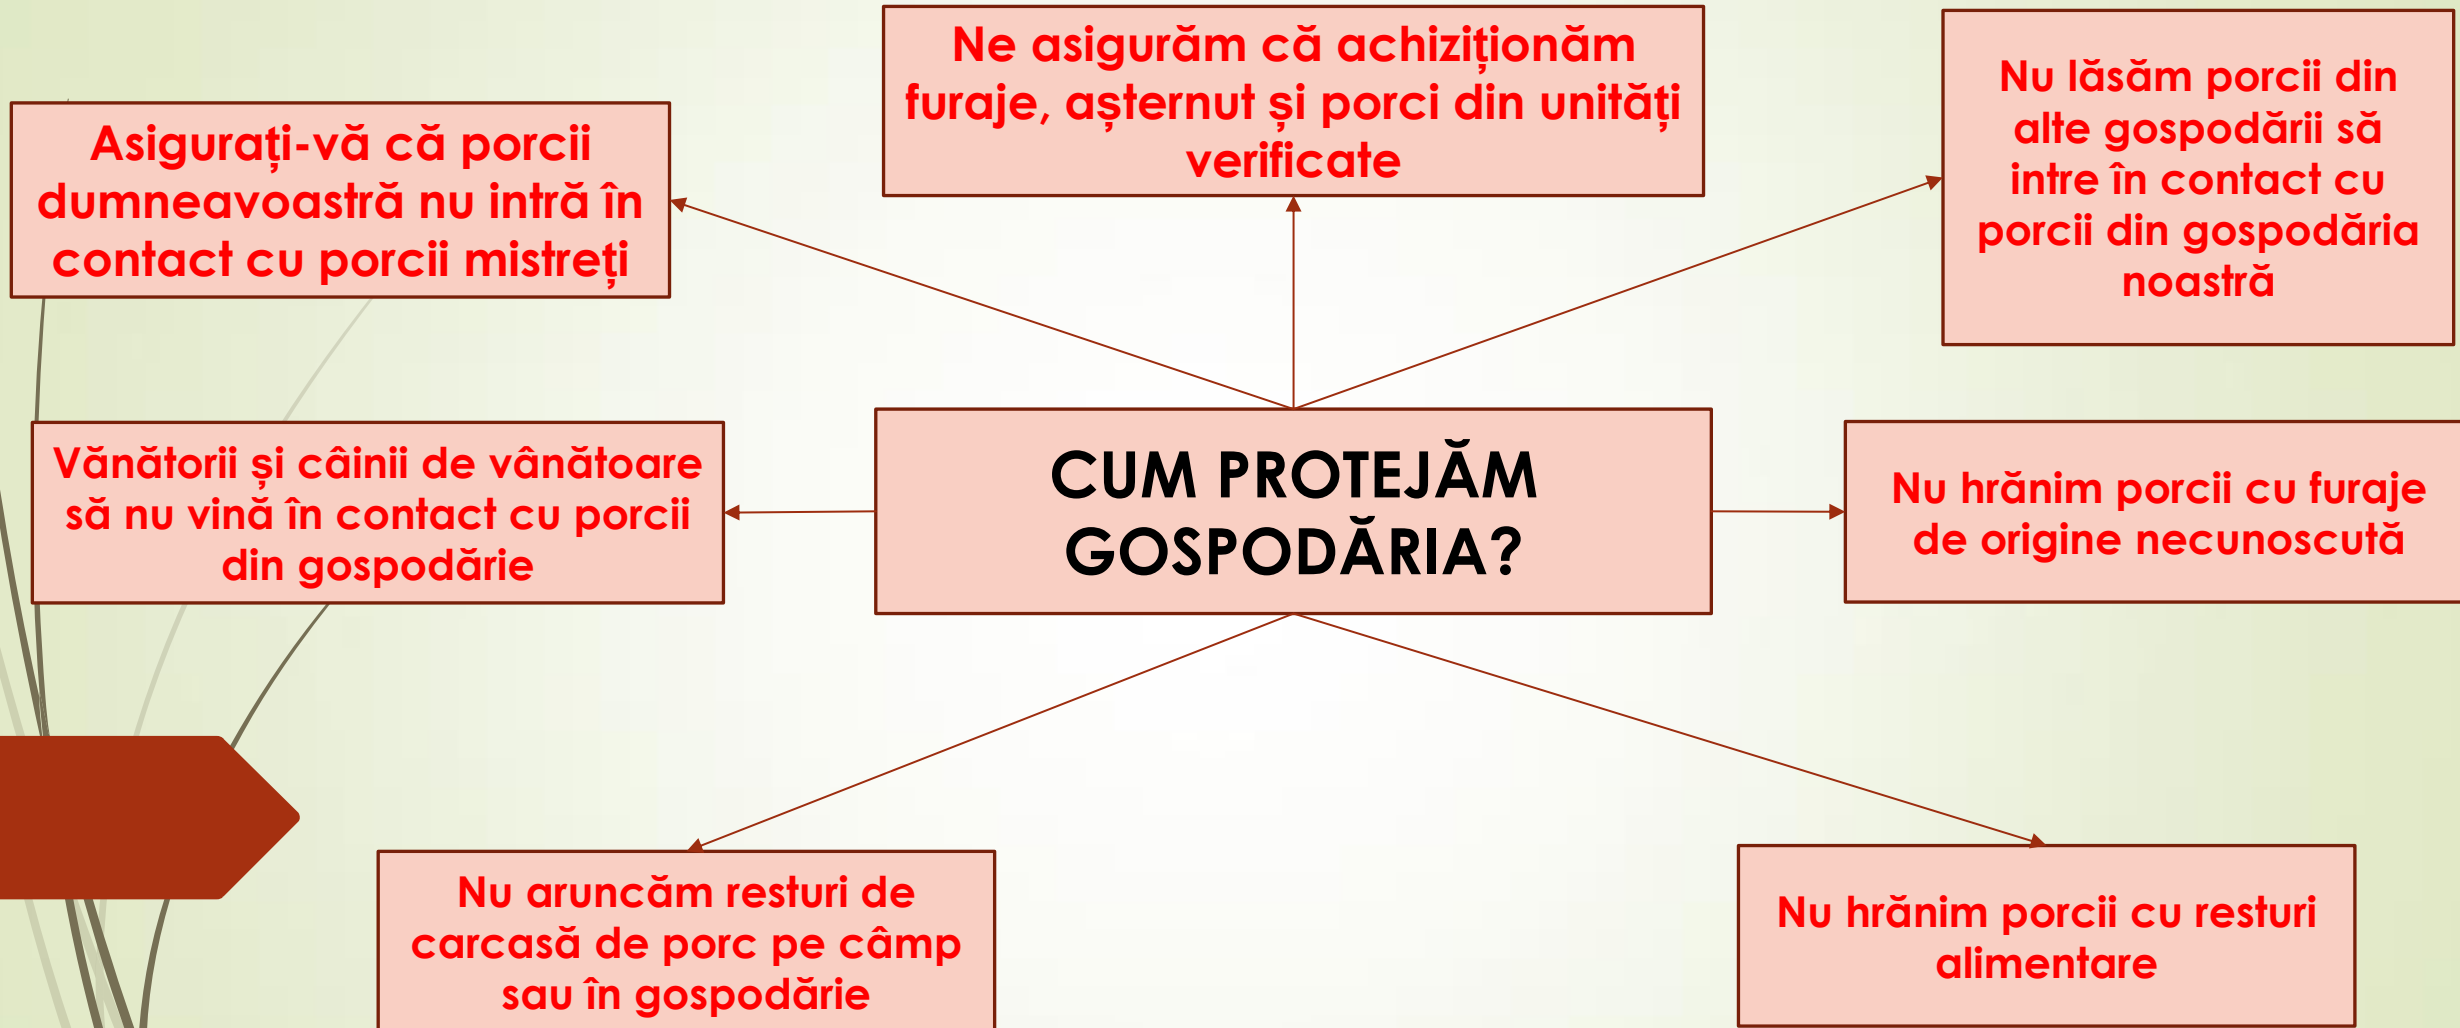 Ne asigurăm că achiziționăm
furaje, așternut și porci din unități
verificate
Nu lăsăm porcii din
alte gospodării să
intre în contact cu
porcii din gospodăria
noastră
Asigurați-vă că porcii
dumneavoastră nu intră în
contact cu porcii mistreți
Vănătorii și câinii de vânătoare
să nu vină în contact cu porcii
din gospodărie
CUM PROTEJĂM
GOSPODĂRIA?
Nu hrănim porcii cu furaje
de origine necunoscută
Nu aruncăm resturi de
carcasă de porc pe câmp
sau în gospodărie
Nu hrănim porcii cu resturi
alimentare